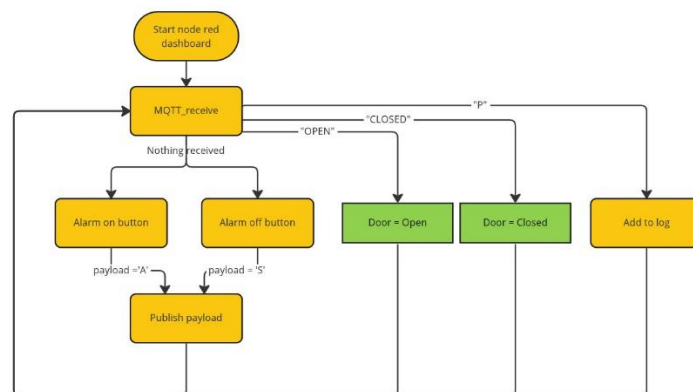 Start node red
dashboard
MQTT_receive
"P"
"CLOSED"
"OPEN"
Nothing received
Alarm on button
Alarm off button
Door = Open
Door = Closed
Add to log
payload ='A'
payload = 'S'
Publish payload